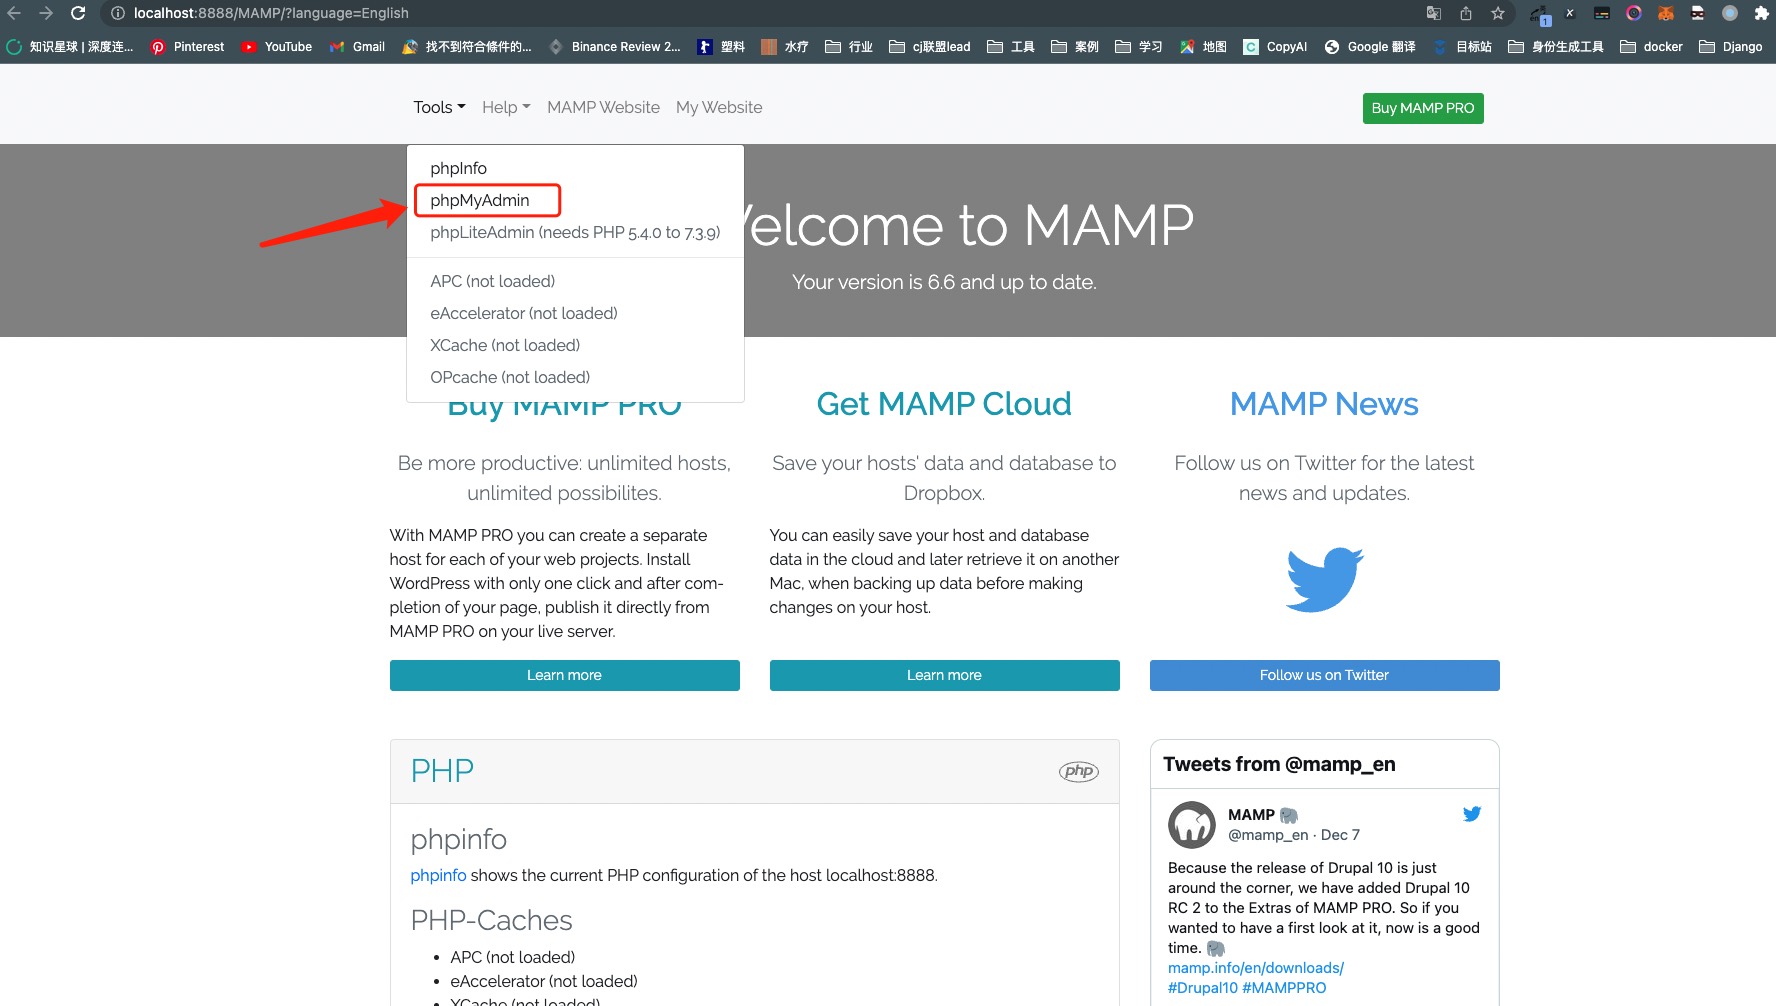 localhost:8888/MAMP/?language=English
知识星球 | 深度连...
Pinterest
YouTube
Gmail
找不到符合條件的...
Binance Review 2...
塑料
水疗
行业
cj联盟lead
工具
案例
学习
地图
CopyAI
Google 翻译
目标站
身份生成工具
docker
Django
Tools
Help
MAMP Website
My Website
Buy MAMP PRO
phpInfo
phpMyAdmin
phpLiteAdmin (needs PHP 5.4.0 to 7.3.9)
APC (not loaded)
eAccelerator (not loaded)
XCache (not loaded)
OPcache (not loaded)
Welcome to MAMP
Your version is 6.6 and up to date.
Buy MAMP PRO
Be more productive: unlimited hosts,
unlimited possibilites.
With MAMP PRO you can create a separate
host for each of your web projects. Install
WordPress with only one click and after com-
pletion of your page, publish it directly from
MAMP PRO on your live server.
Learn more
Get MAMP Cloud
Save your hosts' data and database to
Dropbox.
You can easily save your host and database
data in the cloud and later retrieve it on another
Mac, when backing up data before making
changes on your host.
Learn more
MAMP News
Follow us on Twitter for the latest
news and updates.
Follow us on Twitter
PHP
php
phpinfo
phpinfo shows the current PHP configuration of the host localhost:8888.
PHP-Caches
• APC (not loaded)
• eAccelerator (not loaded)
• XCache (not loaded)
Tweets from @mamp_en
MAMP
@mamp_en · Dec 7
Because the release of Drupal 10 is just
around the corner, we have added Drupal 10
RC 2 to the Extras of MAMP PRO. So if you
wanted to have a first look at it, now is a good
time.
mamp.info/en/downloads/
#Drupal10 #MAMPPRO